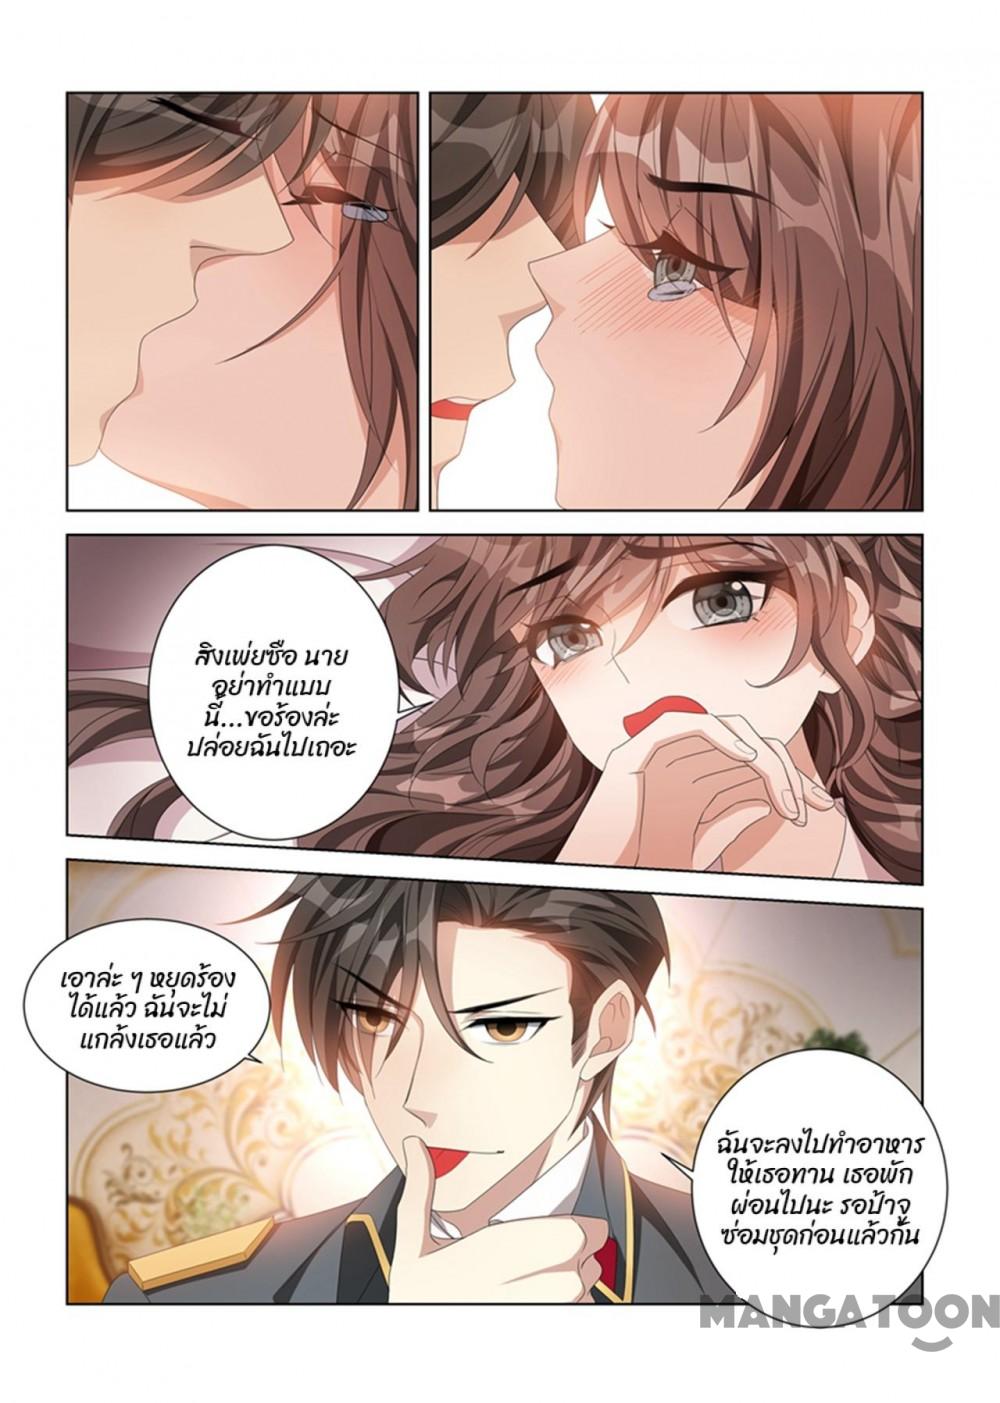 สิงเพ่ยซือ นาย
อย่าทำแบบ
นี้...ขอร้องล่ะ
ปล่อยฉันไปเถอะ
เอาล่ะ ๆ หยุดร้อง
ได้แล้ว ฉันจะไม่
แกล้งเธอแล้ว
ฉันจะลงไปทำอาหาร
ให้เธอทาน เธอพัก
ผ่อนไปนะ รอป้าจู
ซ่อมชุดก่อนแล้วกัน
MANGATOON